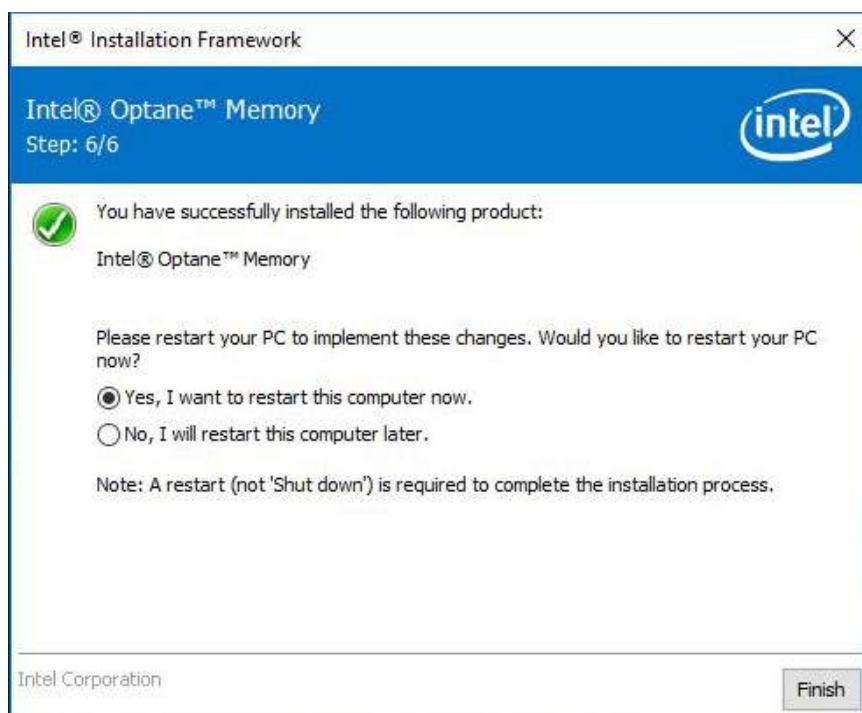 Intel® Installation Framework
Intel® Optane™ Memory
Step: 6/6
intel
You have successfully installed the following product:
Intel® Optane™ Memory
Please restart your PC to implement these changes. Would you like to restart your PC
now?
Yes, I want to restart this computer now.
No, I will restart this computer later.
Note: A restart (not 'Shut down') is required to complete the installation process.
Intel Corporation
Finish